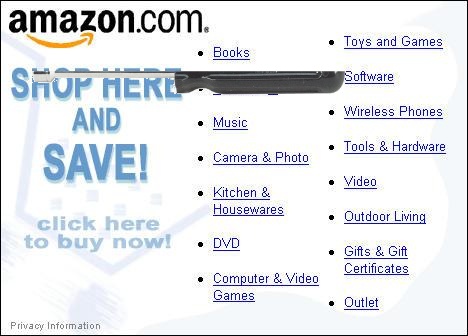 amazon.com.
SHOP HERE
AND
SAVE!
click here
to buy now!
Books
Music
Camera & Photo
Kitchen &
Housewares
DVD
Computer & Video
Games
Toys and Games
Software
Wireless Phones
Tools & Hardware
Video
Outdoor Living
Gifts & Gift
Certificates
Outlet
Privacy Information